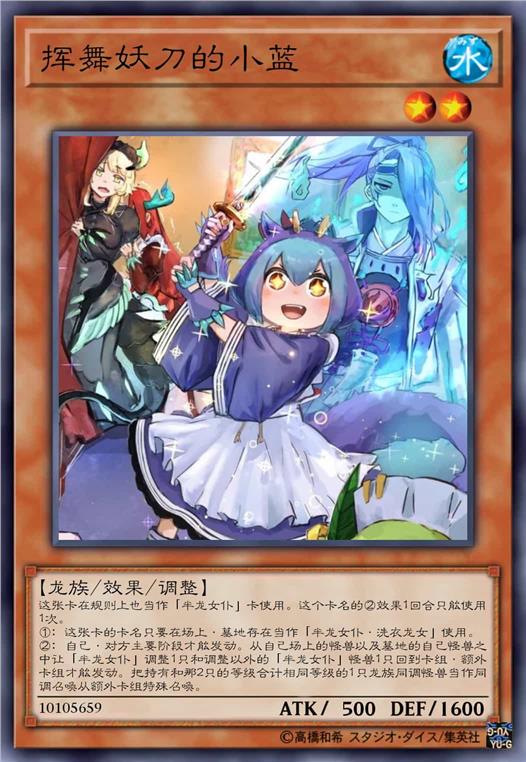 挥舞妖刀的小蓝
みず
水
【龙族/效果/调整】
这张卡在规则上也当作「半龙女仆」卡使用。这个卡名的②效果1回合只能使用
1次。
①：这张卡的卡名只要在场上·墓地存在当作「半龙女仆·洗衣龙女」使用。
②：自己·对方主要阶段才能发动。从自己场上的怪兽以及墓地的自己怪兽之
中让「半龙女仆」调整1只和调整以外的「半龙女仆」怪兽1只回到卡组·额外
卡组才能发动。把持有和那2只的等级合计相同等级的1只龙族同调怪兽当作同
调召唤从额外卡组特殊召唤。
10105659
ATK/ 500 DEF/1600
©高橋和希 スタジオ·ダイス/集英社
YU-G